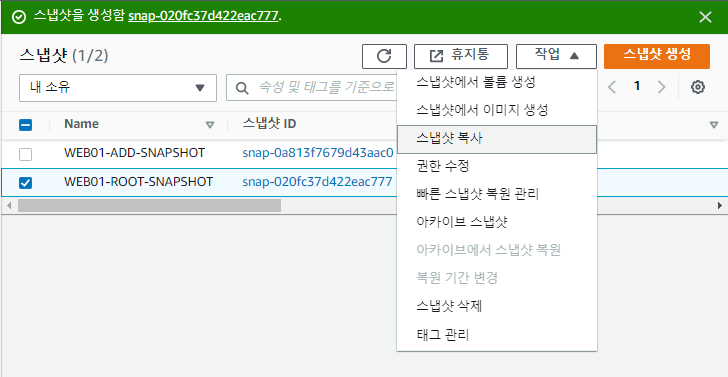 스냅샷을 생성함 snap-020fc37d422eac777.
스냅샷 (1/2)
휴지통
작업
스냅샷 생성
내 소유
속성 및 태그를 기준으로
1
Name
스냅샷 ID
WEB01-ADD-SNAPSHOT
snap-0a813f7679d43aac0
WEB01-ROOT-SNAPSHOT
snap-020fc37d422eac777
스냅샷에서 볼륨 생성
스냅샷에서 이미지 생성
스냅샷 복사
권한 수정
빠른 스냅샷 복원 관리
아카이브 스냅샷
아카이브에서 스냅샷 복원
복원 기간 변경
스냅샷 삭제
태그 관리